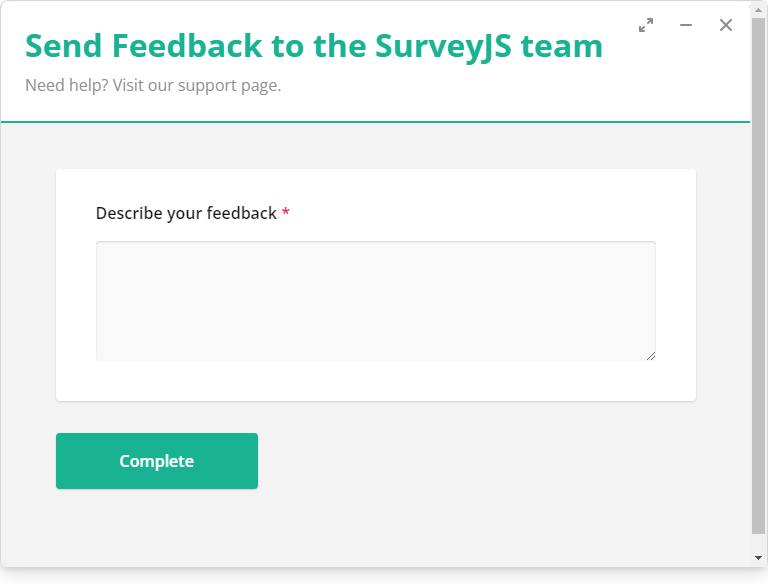 Send Feedback to the SurveyJS team
Need help? Visit our support page.
Describe your feedback *
Complete